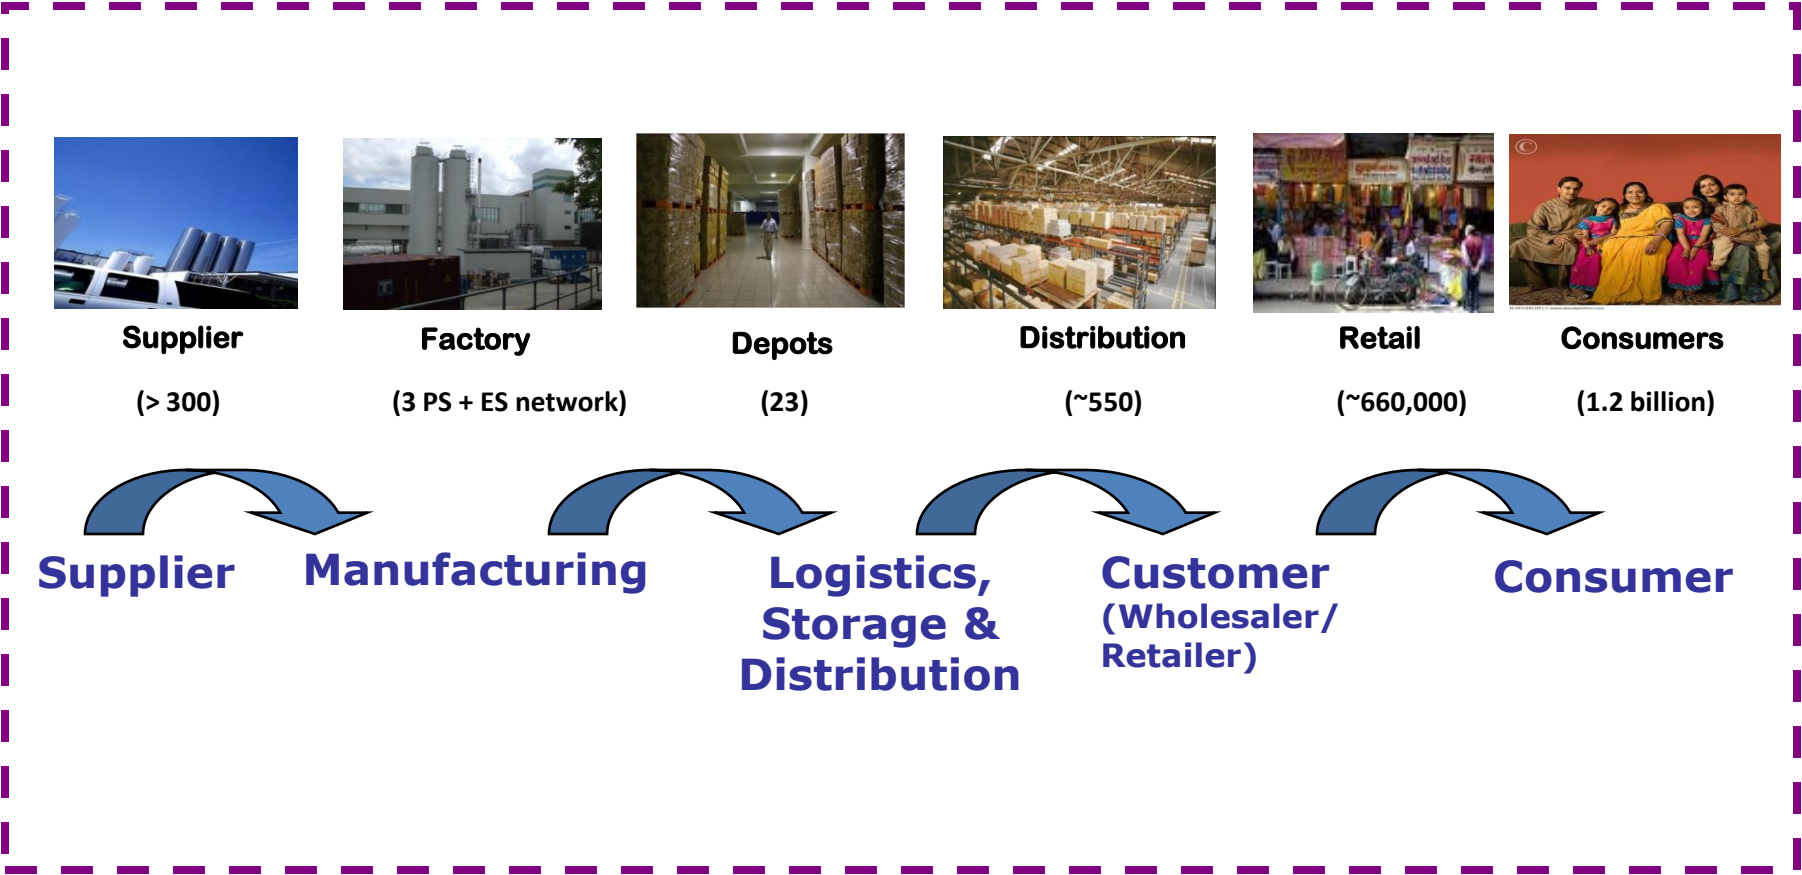 ©
Supplier
Factory
Depots
Distribution
Retail
Consumers
(> 300)
(3 PS + ES network)
(23)
(~550)
(~660,000)
(1.2 billion)
Supplier
Manufacturing
Logistics,
Storage &
Distribution
Customer
(Wholesaler/
Retailer)
Consumer